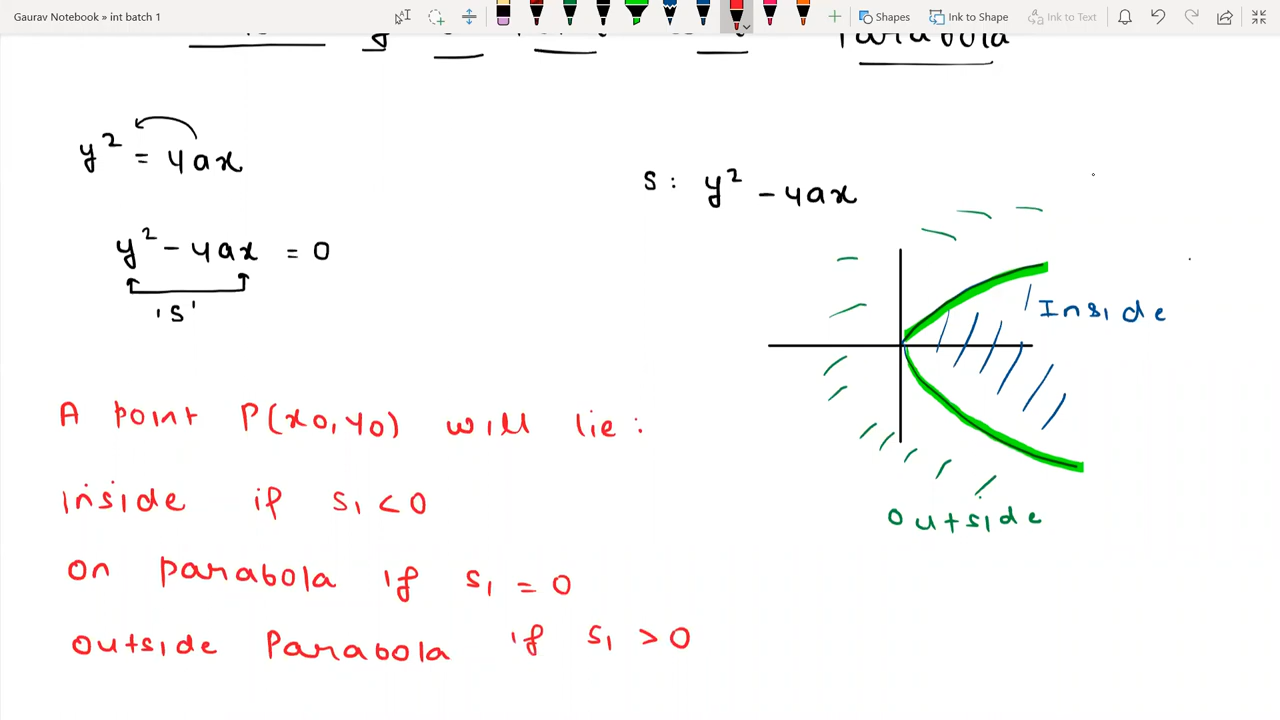 Gaurav Notebook » int batch 1
Shapes
Ink to Shape
Ink to Text
Parabola
y² = 4ax
S: y² - 4ax
y² - 4ax = 0
'S'
Inside
A point P(x0, y0) will lie:
inside if S₁ < 0
Outside
on parabola if S₁ = 0
outside Parabola if S₁ > 0